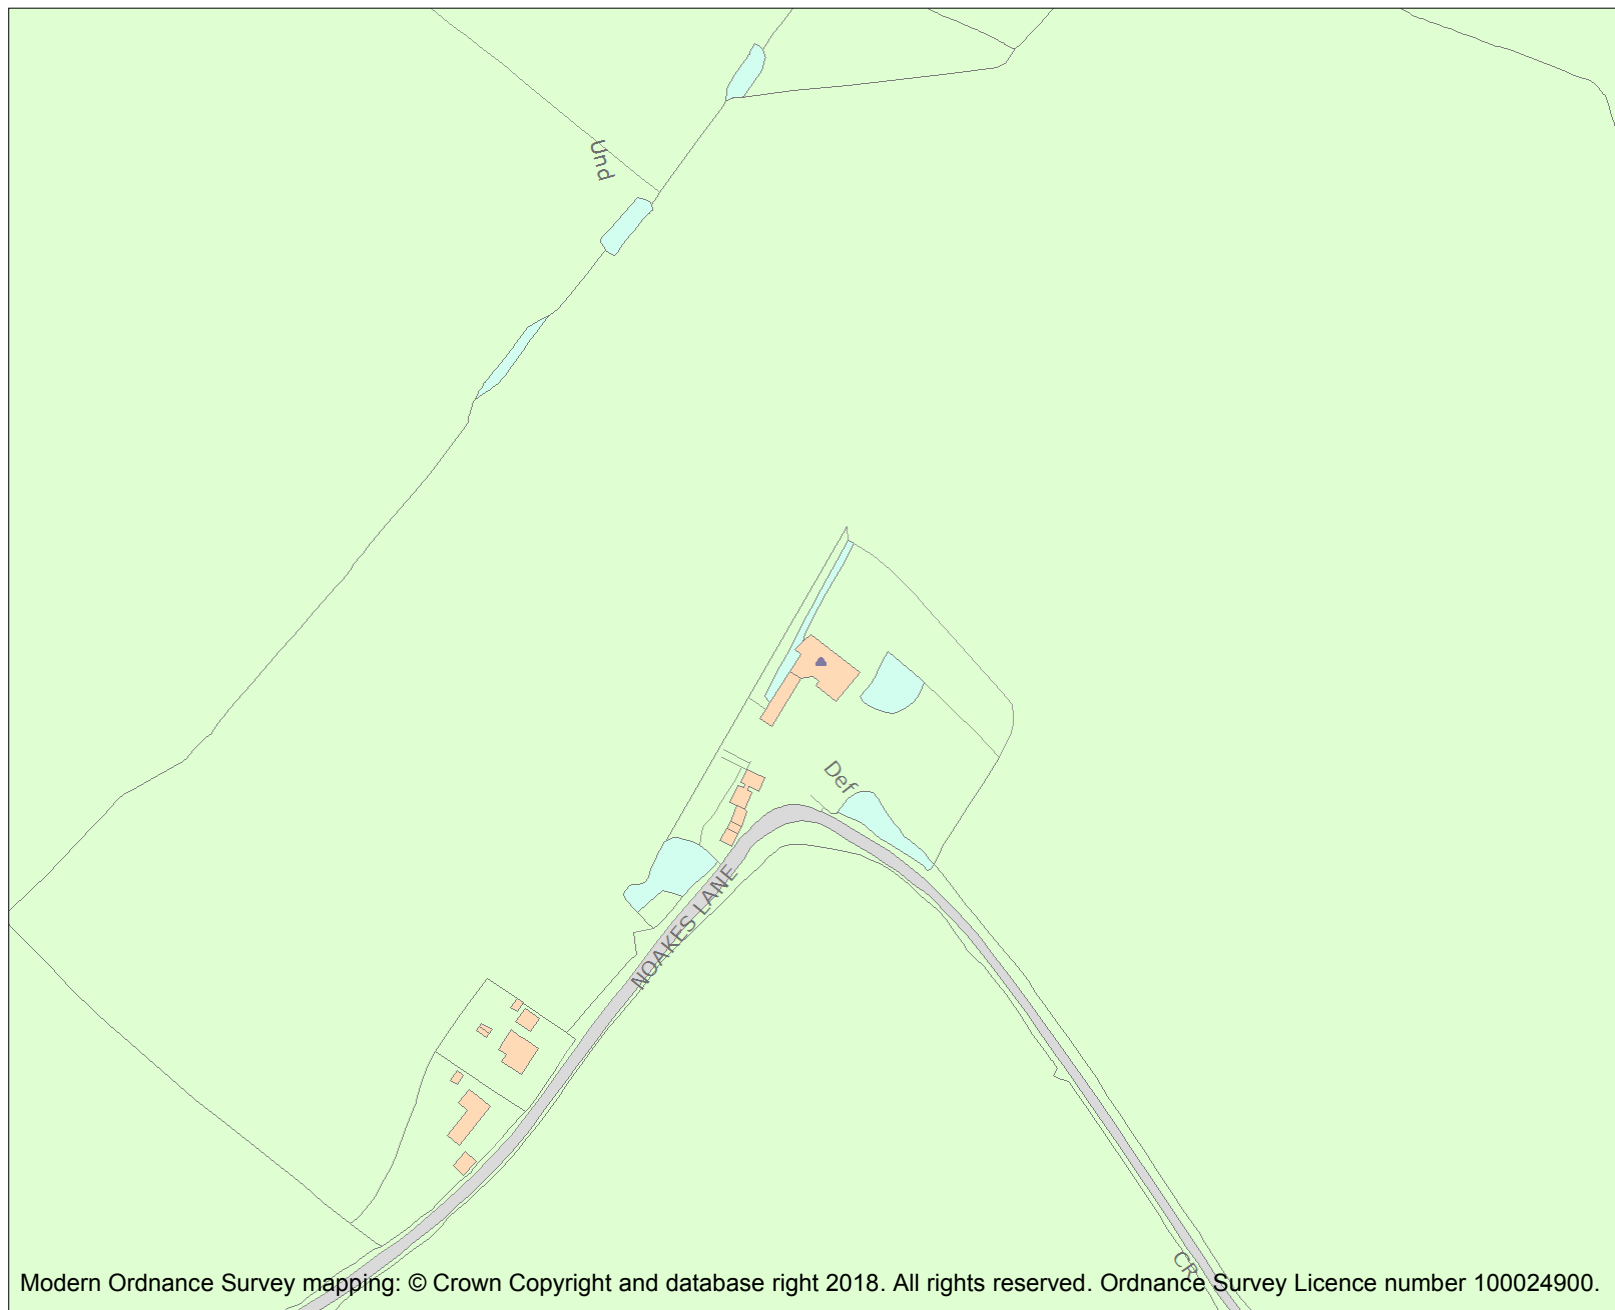 Und
Def
NOAKES LANE
CR
Modern Ordnance Survey mapping: © Crown Copyright and database right 2018. All rights reserved. Ordnance Survey Licence number 100024900.